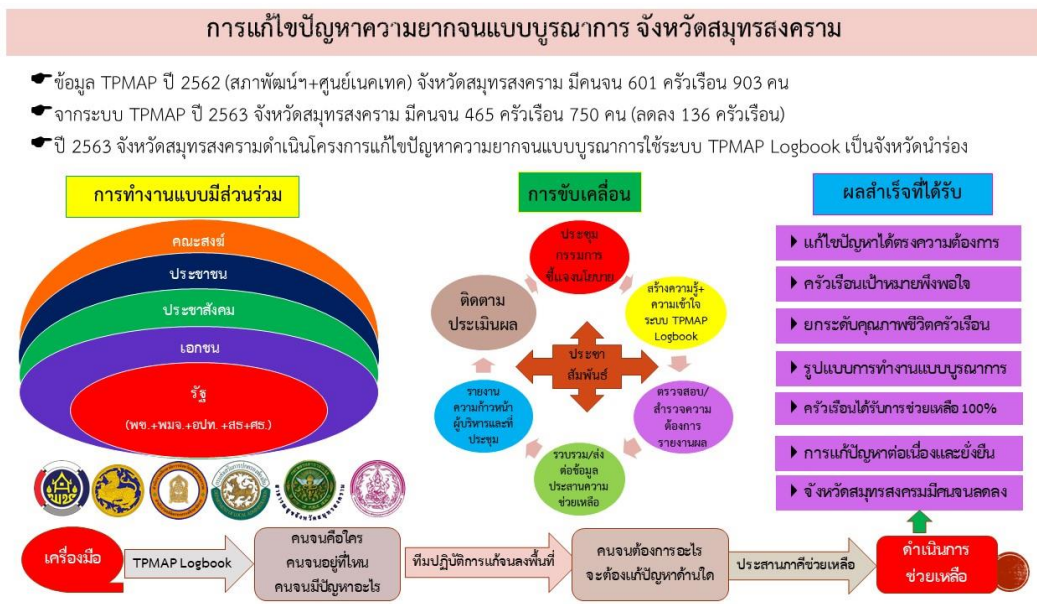 การแก้ไขปัญหาความยากจนแบบบูรณาการ จังหวัดสมุทรสงคราม
ข้อมูล TPMAP ปี 2562 (สภาพัฒน์ฯ+ศูนย์เนคเทค) จังหวัดสมุทรสงคราม มีคนจน 601 ครัวเรือน 903 คน
จากระบบ TPMAP ปี 2563 จังหวัดสมุทรสงคราม มีคนจน 465 ครัวเรือน 750 คน (ลดลง 136 ครัวเรือน)
ปี 2563 จังหวัดสมุทรสงครามดำเนินโครงการแก้ไขปัญหาความยากจนแบบบูรณาการใช้ระบบ TPMAP Logbook เป็นจังหวัดนำร่อง
การทำงานแบบมีส่วนร่วม
คณะสงฆ์
ประชาชน
ประชาสังคม
เอกชน
รัฐ
(พช.+พมจ.+อปท. +สธ+ศธ.)
การขับเคลื่อน
ประชุม
กรรมการ
ชี้แจงนโยบาย
สร้างความรู้+
ความเข้าใจ
ระบบ TPMAP
Logbook
ตรวจสอบ/
สำรวจความ
ต้องการ
รายงานผล
รวบรวม/ส่ง
ต่อข้อมูล
ประสานความ
ช่วยเหลือ
รายงาน
ความก้าวหน้า
ผู้บริหารและที่
ประชุม
ติดตาม
ประเมินผล
ประชา
สัมพันธ์
ผลสำเร็จที่ได้รับ
แก้ไขปัญหาได้ตรงความต้องการ
ครัวเรือนเป้าหมายพึงพอใจ
ยกระดับคุณภาพชีวิตครัวเรือน
รูปแบบการทำงานแบบบูรณาการ
ครัวเรือนได้รับการช่วยเหลือ 100%
การแก้ปัญหาต่อเนื่องและยั่งยืน
จังหวัดสมุทรสงครมมีคนจนลดลง
เครื่องมือ
TPMAP Logbook
คนจนคือใคร
คนจนอยู่ที่ไหน
คนจนมีปัญหาอะไร
ทีมปฏิบัติการแก้จนลงพื้นที่
คนจนต้องการอะไร
จะต้องแก้ปัญหาด้านใด
ประสานภาคีช่วยเหลือ
ดำเนินการ
ช่วยเหลือ